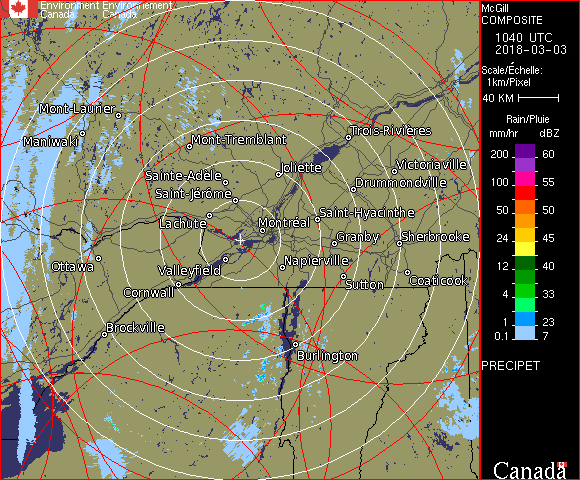 Environment Environnement
Canada Canada
McGill
COMPOSITE
1040 UTC
2018-03-03
Scale/Échelle:
1km/Pixel
40 KM
Rain/Pluie
mm/hr dBZ
200 60
150 57
100 55
50 50
24 45
12 40
4 33
1 23
0.1 7
PRECIPET
Canada
Mont-Laurier
Maniwaki
Mont-Tremblant
Trois-Rivières
Joliette
Victoriaville
Sainte-Adèle
Drummondville
Saint-Jérôme
Lachute
Saint-Hyacinthe
Montréal
Granby
Sherbrooke
Ottawa
Valleyfield
Napierville
Cornwall
Sutton
Coaticook
Brockville
Burlington